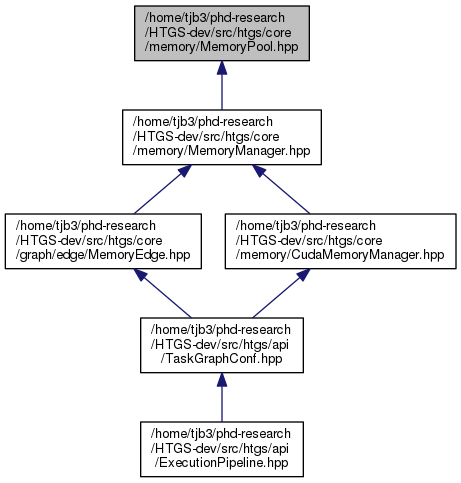 /home/tjb3/phd-research
/HTGS-dev/src/htgs/core
/memory/MemoryPool.hpp
/home/tjb3/phd-research
/HTGS-dev/src/htgs/core
/memory/MemoryManager.hpp
/home/tjb3/phd-research
/HTGS-dev/src/htgs/core
/graph/edge/MemoryEdge.hpp
/home/tjb3/phd-research
/HTGS-dev/src/htgs/core
/memory/CudaMemoryManager.hpp
/home/tjb3/phd-research
/HTGS-dev/src/htgs/api
/TaskGraphConf.hpp
/home/tjb3/phd-research
/HTGS-dev/src/htgs/api
/ExecutionPipeline.hpp